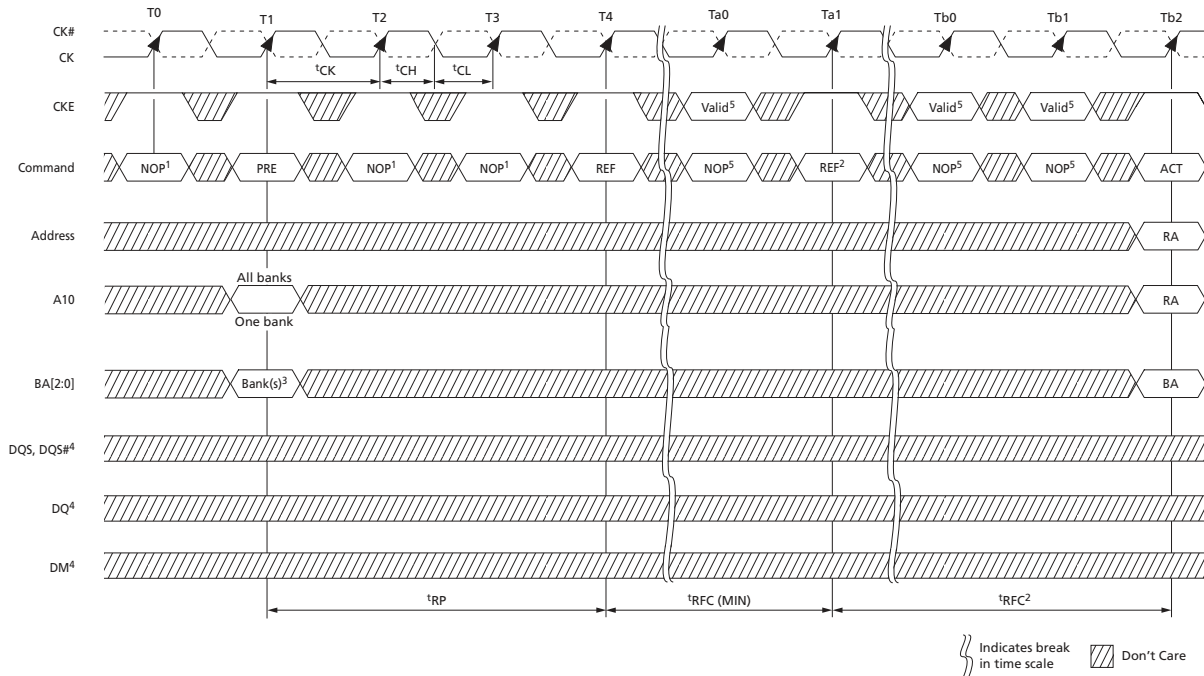 T0 T1 T2 T3 T4 Ta0 Ta1 Tb0 Tb1 Tb2
CK#
CK
tCK tCH tCL
CKE Valid5 Valid5 Valid5
Command NOP1 PRE NOP1 NOP1 REF NOP5 REF2 NOP5 NOP5 ACT
Address RA
All banks
A10 RA
One bank
BA[2:0] Bank(s)3 BA
DQS, DQS#4
DQ4
DM4
tRP tRFC (MIN) tRFC2
Indicates break
in time scale
Don't Care